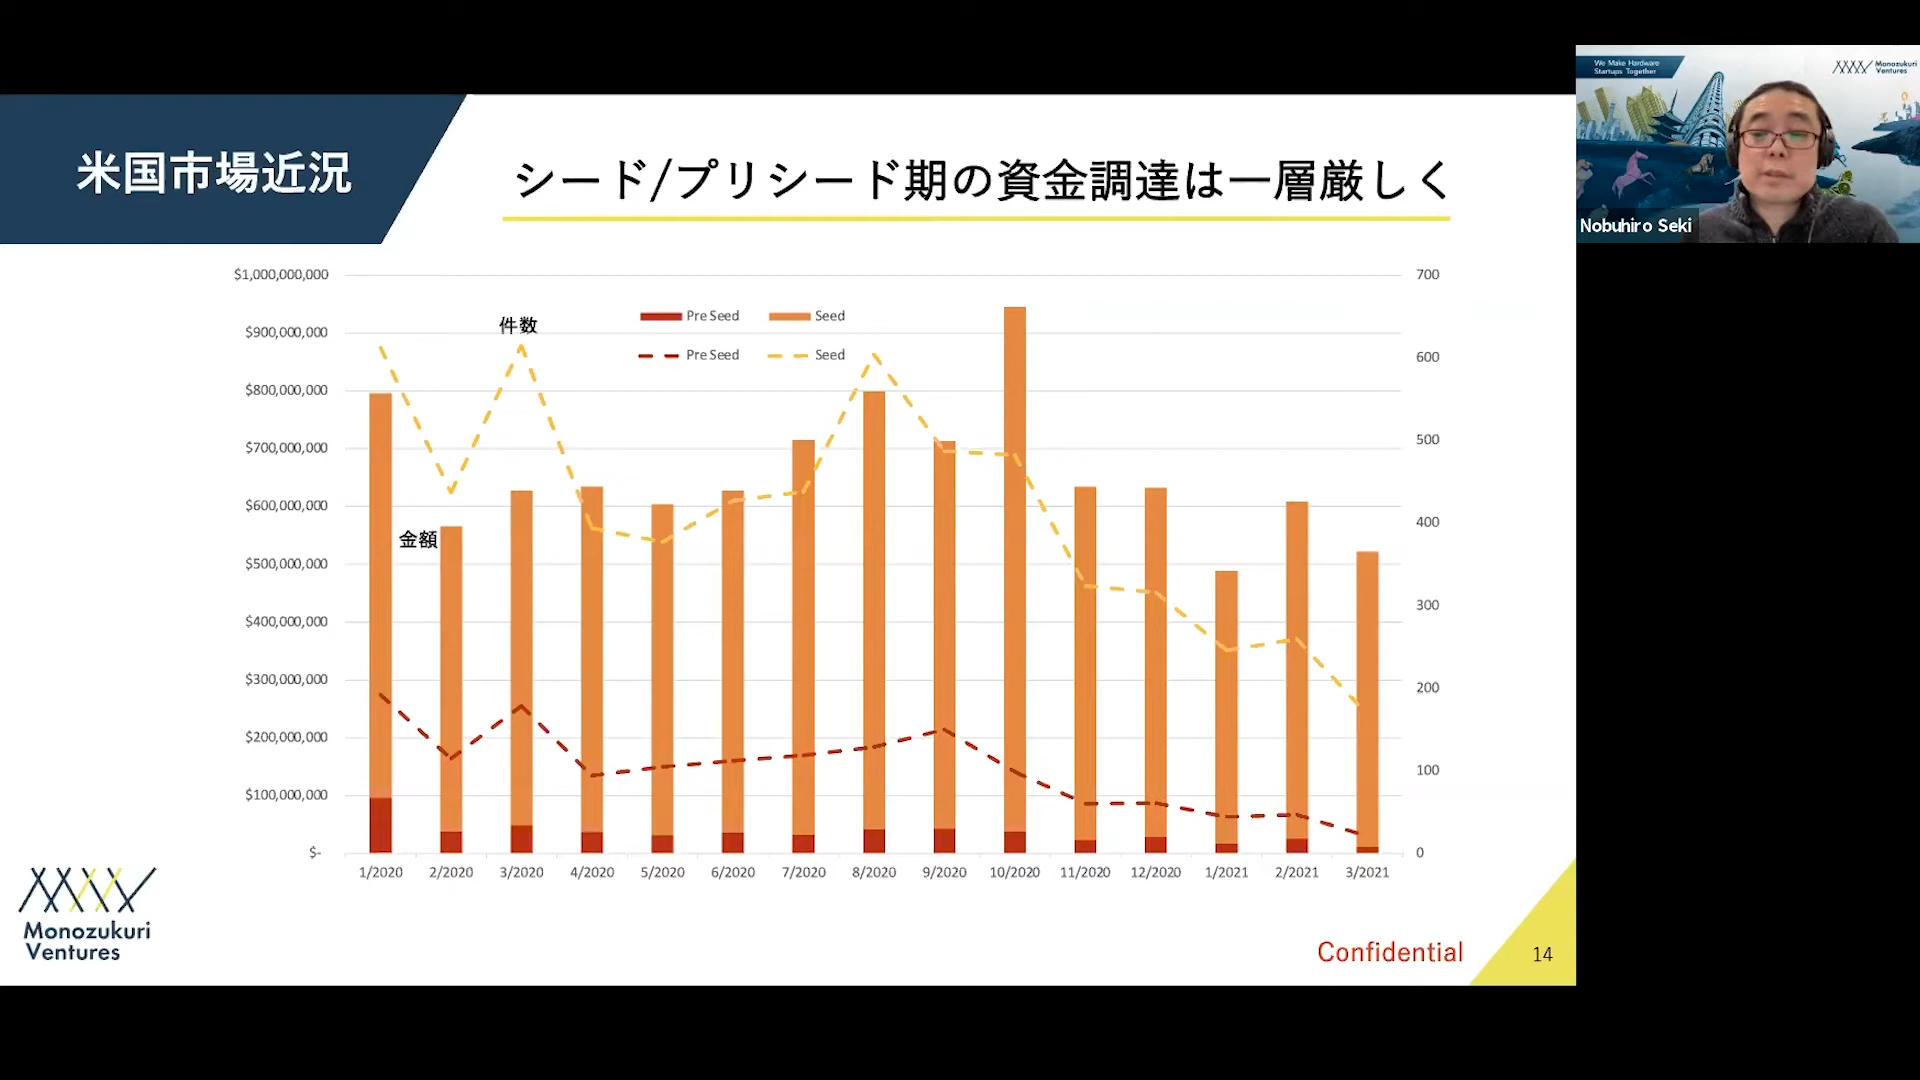 米国市場近況
シード/プリシード期の資金調達は一層厳しく
$1,000,000,000
$900,000,000
$800,000,000
$700,000,000
$600,000,000
$500,000,000
$400,000,000
$300,000,000
$200,000,000
$100,000,000
$-
件数
金額
Pre Seed
Seed
Pre Seed
Seed
700
600
500
400
300
200
100
0
1/2020
2/2020
3/2020
4/2020
5/2020
6/2020
7/2020
8/2020
9/2020
10/2020
11/2020
12/2020
1/2021
2/2021
3/2021
Monozukuri
Ventures
Confidential
14
We Make Hardware
Startups Together
Monozukuri
Ventures
Nobuhiro Seki